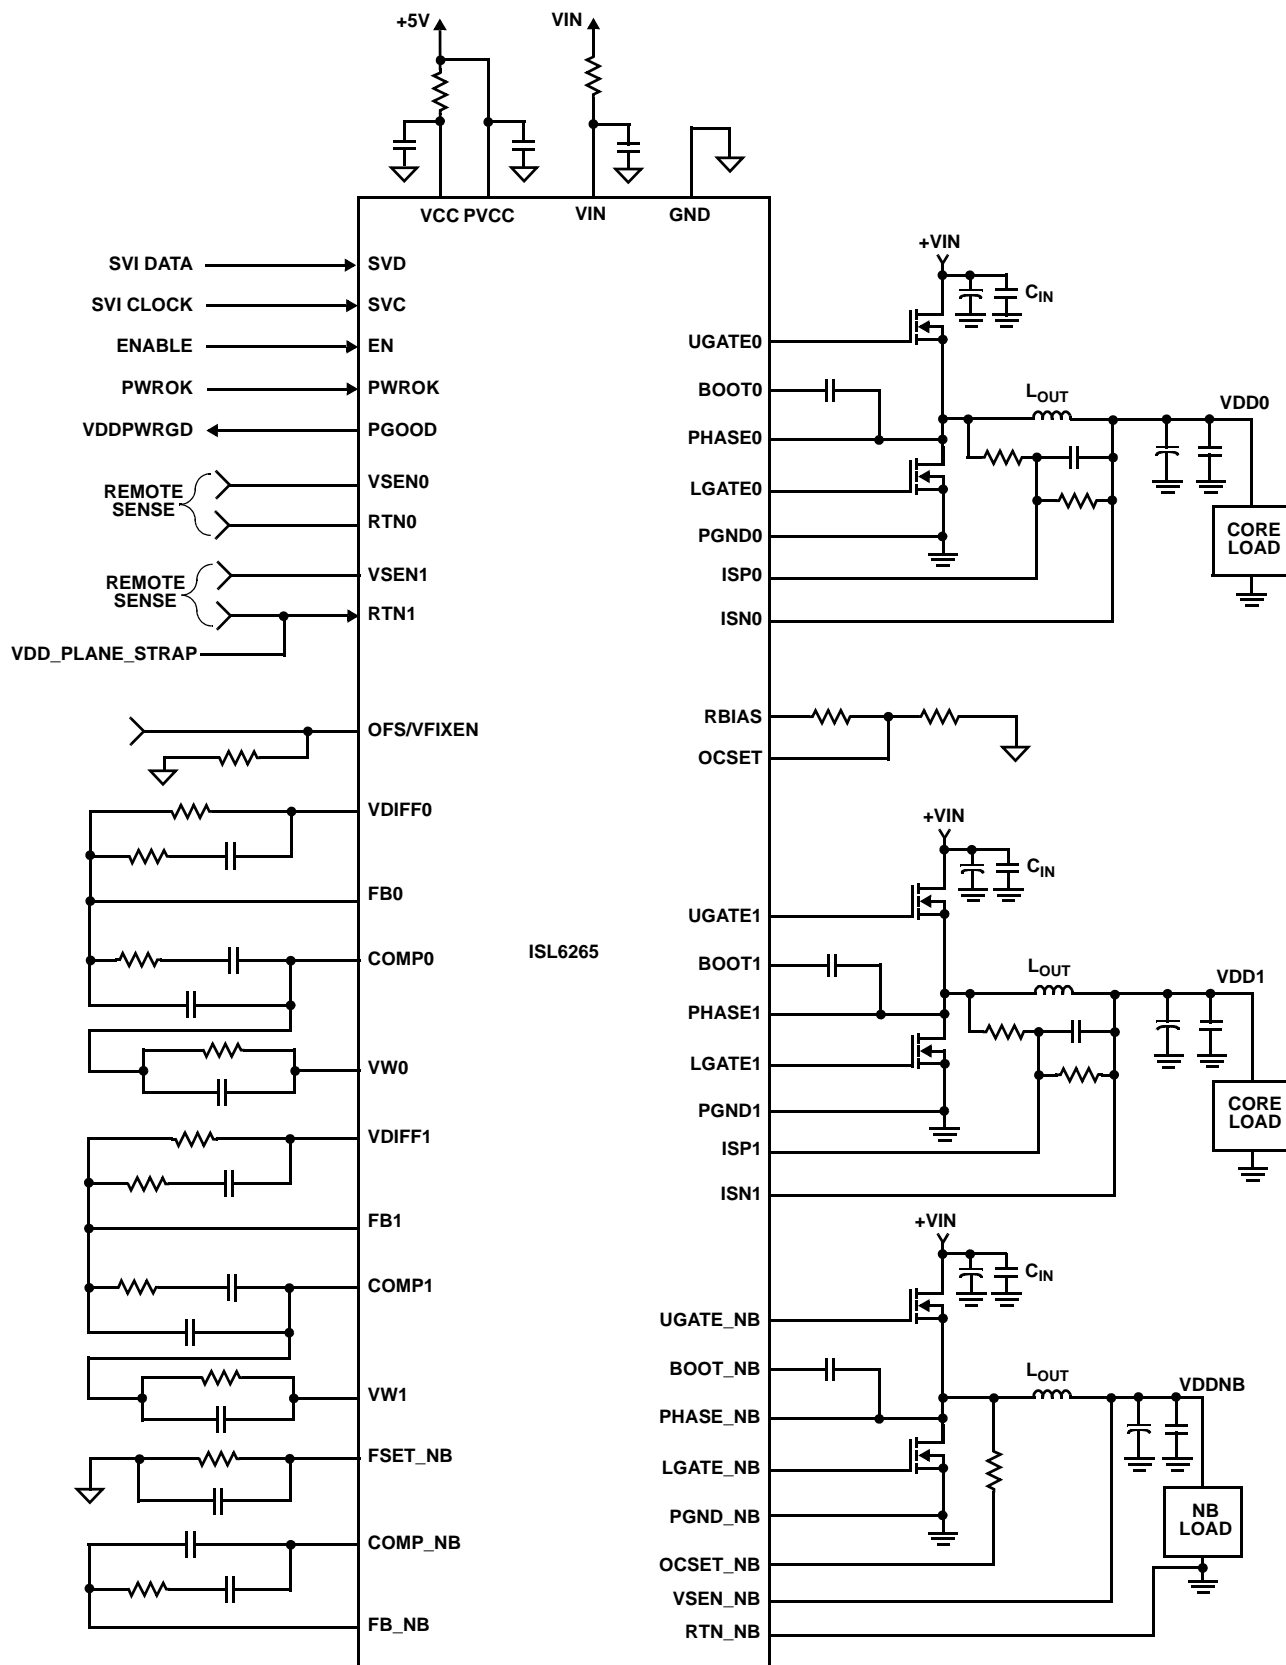 +5V
VIN
VCC PVCC
VIN
GND
SVI DATA
SVD
SVI CLOCK
SVC
ENABLE
EN
PWROK
PWROK
VDDPWRGD
PGOOD
REMOTE
SENSE
VSEN0
RTN0
REMOTE
SENSE
VSEN1
RTN1
VDD_PLANE_STRAP
OFS/VFIXEN
VDIFF0
FB0
COMP0
VW0
VDIFF1
FB1
COMP1
VW1
FSET_NB
COMP_NB
FB_NB
ISL6265
+VIN
CIN
UGATE0
BOOT0
LOUT
VDD0
PHASE0
LGATE0
PGND0
CORE
LOAD
ISP0
ISN0
RBIAS
OCSET
+VIN
CIN
UGATE1
BOOT1
LOUT
VDD1
PHASE1
LGATE1
PGND1
CORE
LOAD
ISP1
ISN1
+VIN
CIN
UGATE_NB
BOOT_NB
LOUT
VDDNB
PHASE_NB
LGATE_NB
PGND_NB
NB
LOAD
OCSET_NB
VSEN_NB
RTN_NB